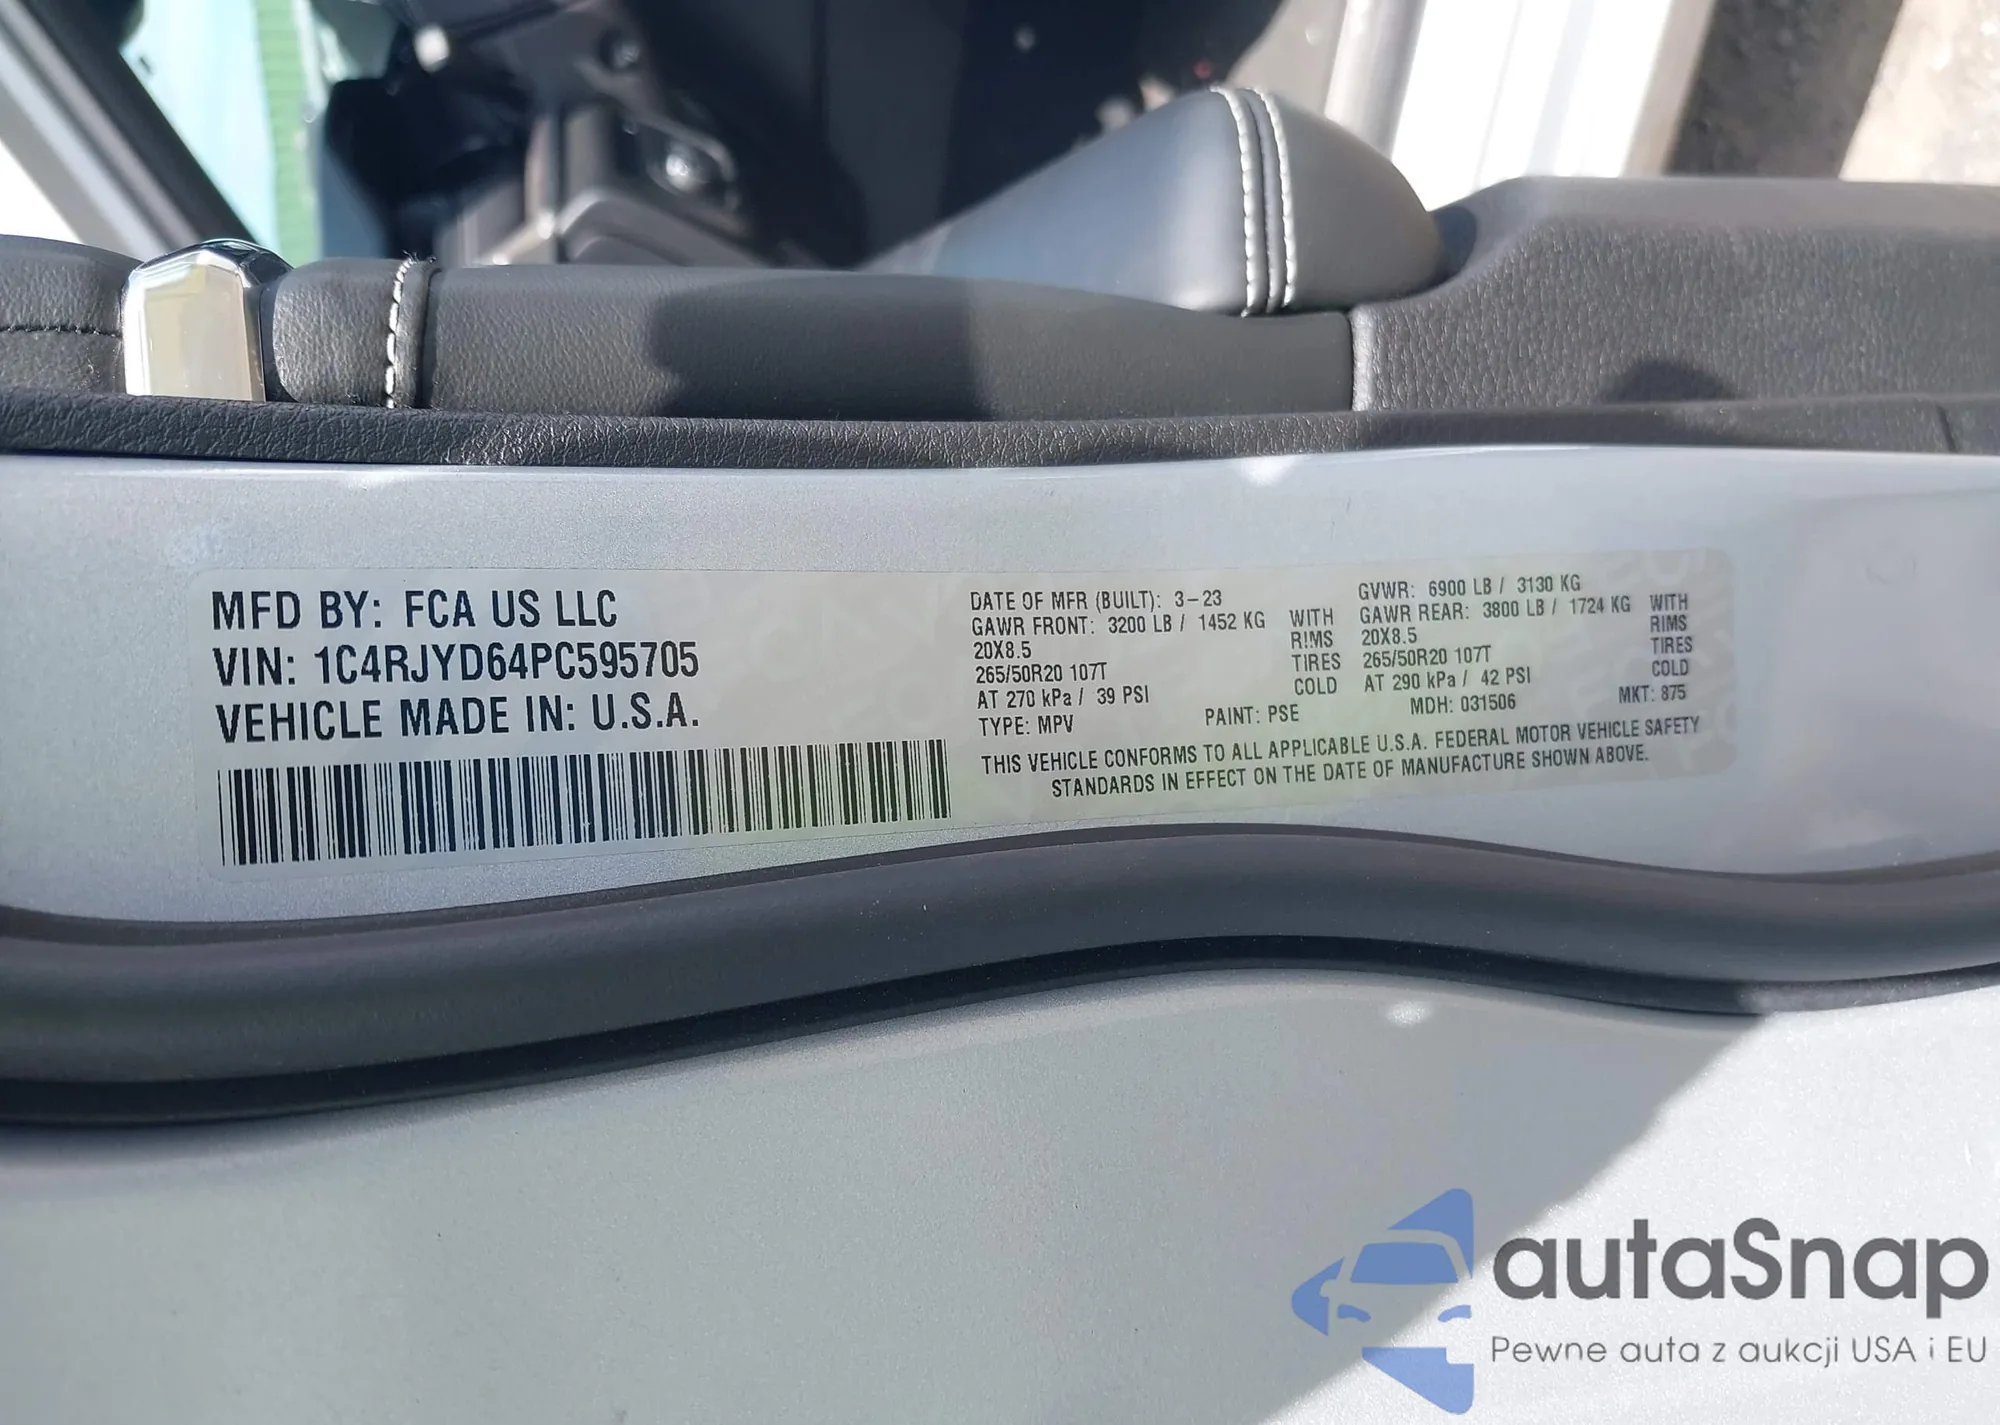 MFD BY: FCA US LLC
VIN: 1C4RJYD64PC595705
VEHICLE MADE IN: U.S.A.
DATE OF MFR (BUILT): 3-23
GAWR FRONT: 3200 LB / 1452 KG WITH
20X8.5 RIMS
265/50R20 107T TIRES
AT 270 kPa / 39 PSI COLD
TYPE: MPV PAINT: PSE
GVWR: 6900 LB / 3130 KG
GAWR REAR: 3800 LB / 1724 KG WITH
20X8.5 RIMS
265/50R20 107T TIRES
AT 290 kPa / 42 PSI COLD
MDH: 031506 MKT: 875
THIS VEHICLE CONFORMS TO ALL APPLICABLE U.S.A. FEDERAL MOTOR VEHICLE SAFETY
STANDARDS IN EFFECT ON THE DATE OF MANUFACTURE SHOWN ABOVE.
autaSnap
Pewne auta z aukcji USA i EU